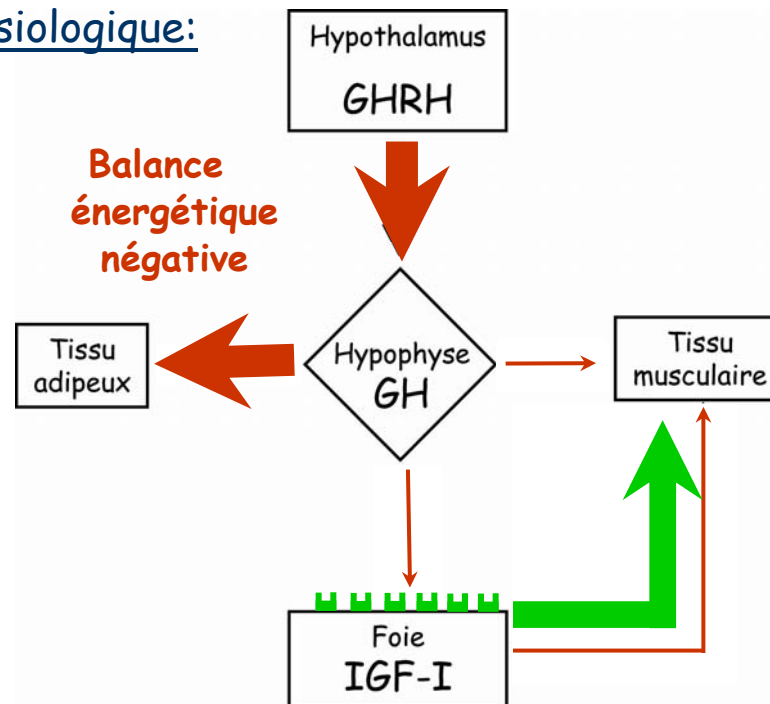 siologique:
Hypothalamus
GHRH
Balance
énergétique
négative
Tissu
adipeux
Hypophyse
GH
Tissu
musculaire
Foie
IGF-I